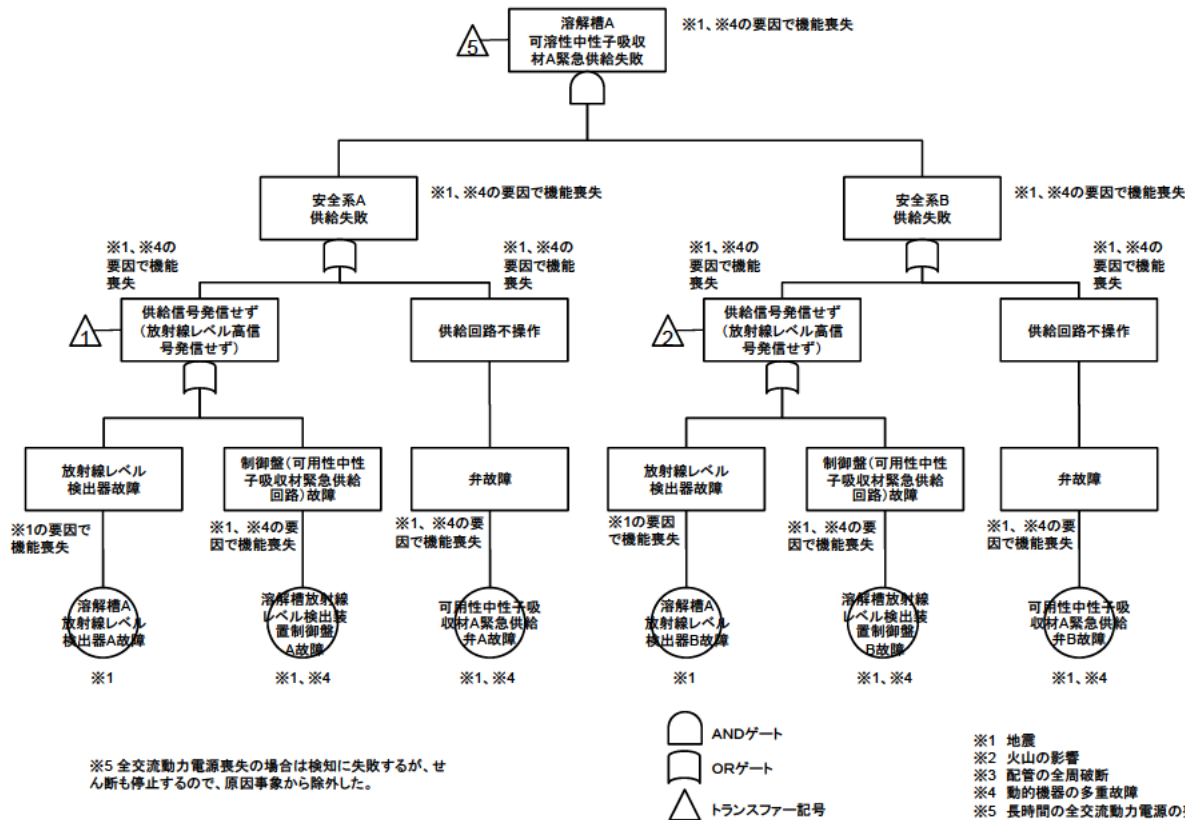 溶解槽A
可溶性中性子吸収
材A緊急供給失敗
※1、※4の要因で機能喪失
5
安全系A
供給失敗
※1、※4の要因で機能喪失
安全系B
供給失敗
※1、※4の要因で機能喪失
※1、※4の
要因で機能
喪失
※1、※4の
要因で機能
喪失
※1、※4の
要因で機能
喪失
※1、※4の
要因で機能
喪失
1
供給信号発信せず
(放射線レベル高信
号発信せず)
供給回路不操作
2
供給信号発信せず
(放射線レベル高信
号発信せず)
供給回路不操作
放射線レベル
検出器故障
制御盤(可用性中性
子吸収材緊急供給
回路)故障
弁故障
放射線レベル
検出器故障
制御盤(可用性中性
子吸収材緊急供給
回路)故障
弁故障
※1の要因で
機能喪失
※1、※4の要
因で機能喪失
※1、※4の要
因で機能喪失
※1の要因
で機能喪失
※1、※4の要
因で機能喪失
※1、※4の要
因で機能喪失
溶解槽A
放射線レベル
検出器A故障
溶解槽放射線
レベル検出装
置制御盤
A故障
可用性中性子吸
収材A緊急供給
弁A故障
溶解槽A
放射線レベル
検出器B故障
溶解槽放射線
レベル検出装
置制御盤
B故障
可用性中性子吸
収材A緊急供給
弁B故障
※1
※1、※4
※1、※4
※1
※1、※4
※1、※4
※5 全交流動力電源喪失の場合は検知に失敗するが、せ
ん断も停止するので、原因事象から除外した。
ANDゲート
ORゲート
トランスファー記号
※1 地震
※2 火山の影響
※3 配管の全周破断
※4 動的機器の多重故障
※5 長時間の全交流動力電源の